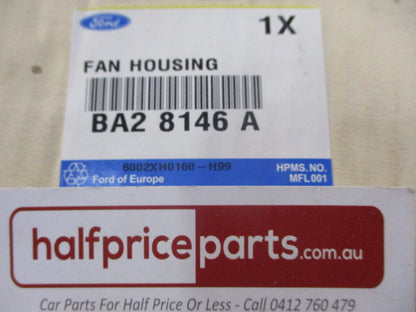 Ford
1X
FAN HOUSING
BA2 8146 A
6002XH0160-H99
HPMS.NO.
Ford of Europe
MFL001
halfpriceparts.com.au
Car Parts For Half Price Or Less - Call 0412 760 479